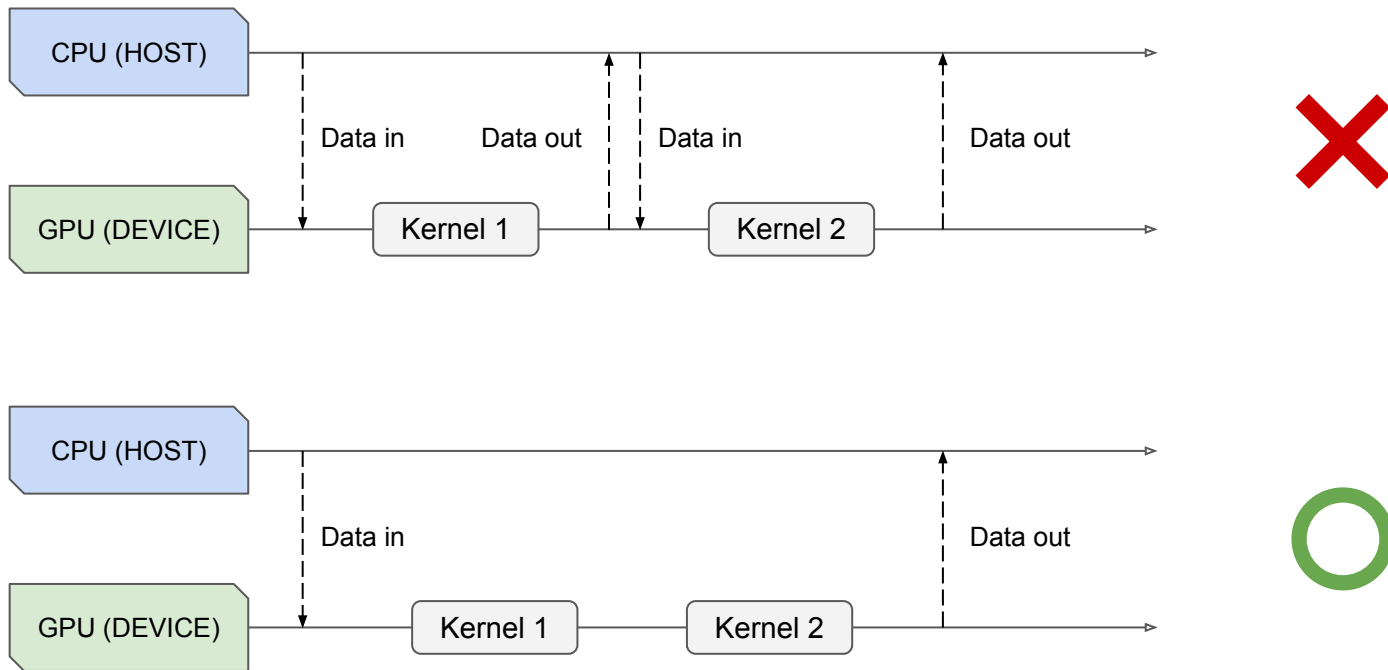 CPU (HOST)
Data in
Data out
Data in
Data out
GPU (DEVICE)
Kernel 1
Kernel 2
CPU (HOST)
Data in
Data out
GPU (DEVICE)
Kernel 1
Kernel 2